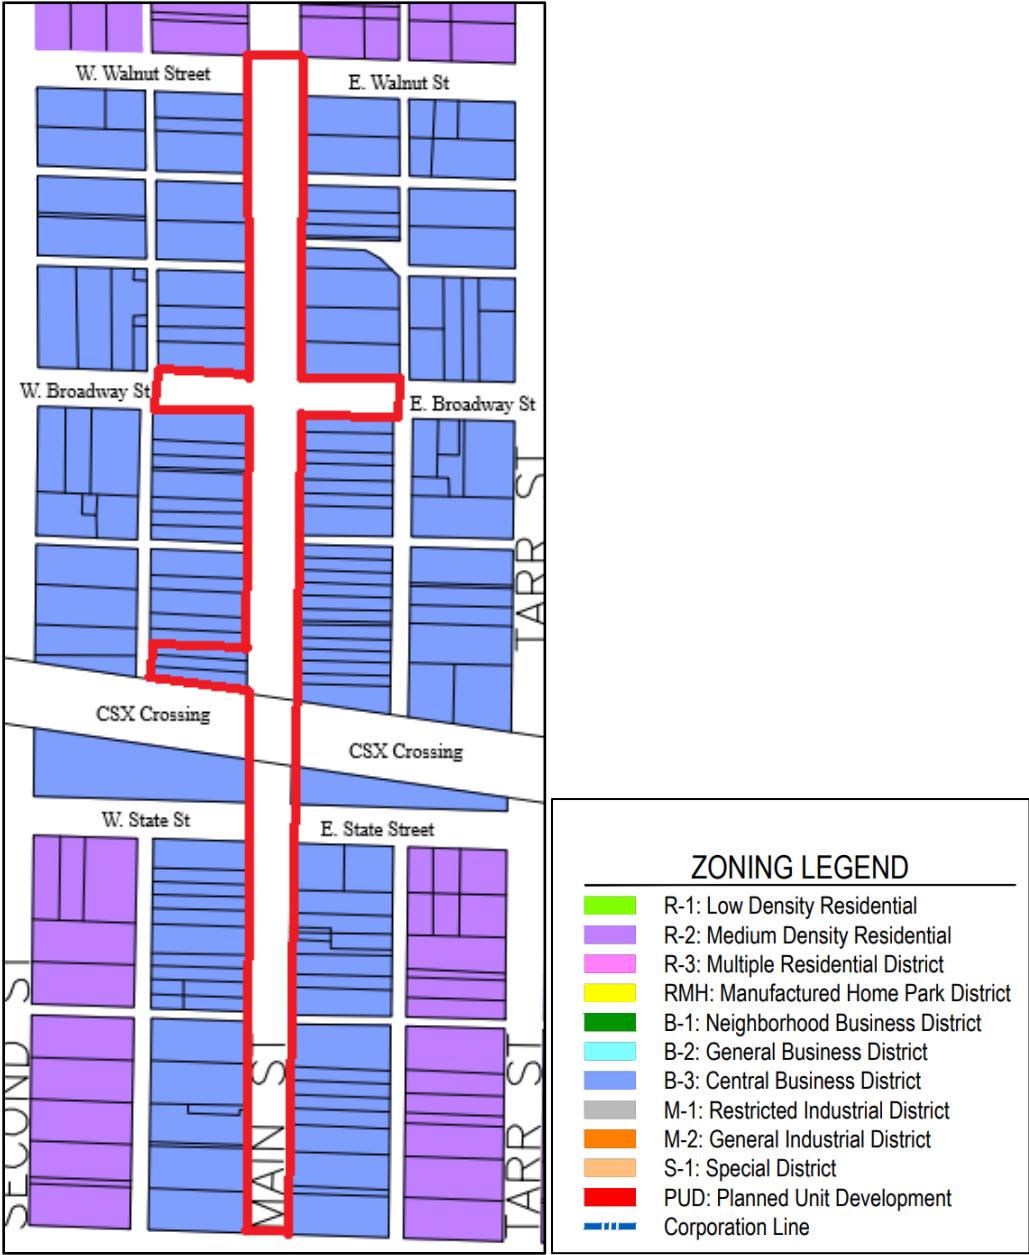 W. Walnut Street
E. Walnut St
W. Broadway St
E. Broadway St
TARR ST
CSX Crossing
CSX Crossing
W. State St
E. State Street
SECOND ST
MAIN ST
TARR ST
ZONING LEGEND
R-1: Low Density Residential
R-2: Medium Density Residential
R-3: Multiple Residential District
RMH: Manufactured Home Park District
B-1: Neighborhood Business District
B-2: General Business District
B-3: Central Business District
M-1: Restricted Industrial District
M-2: General Industrial District
S-1: Special District
PUD: Planned Unit Development
Corporation Line